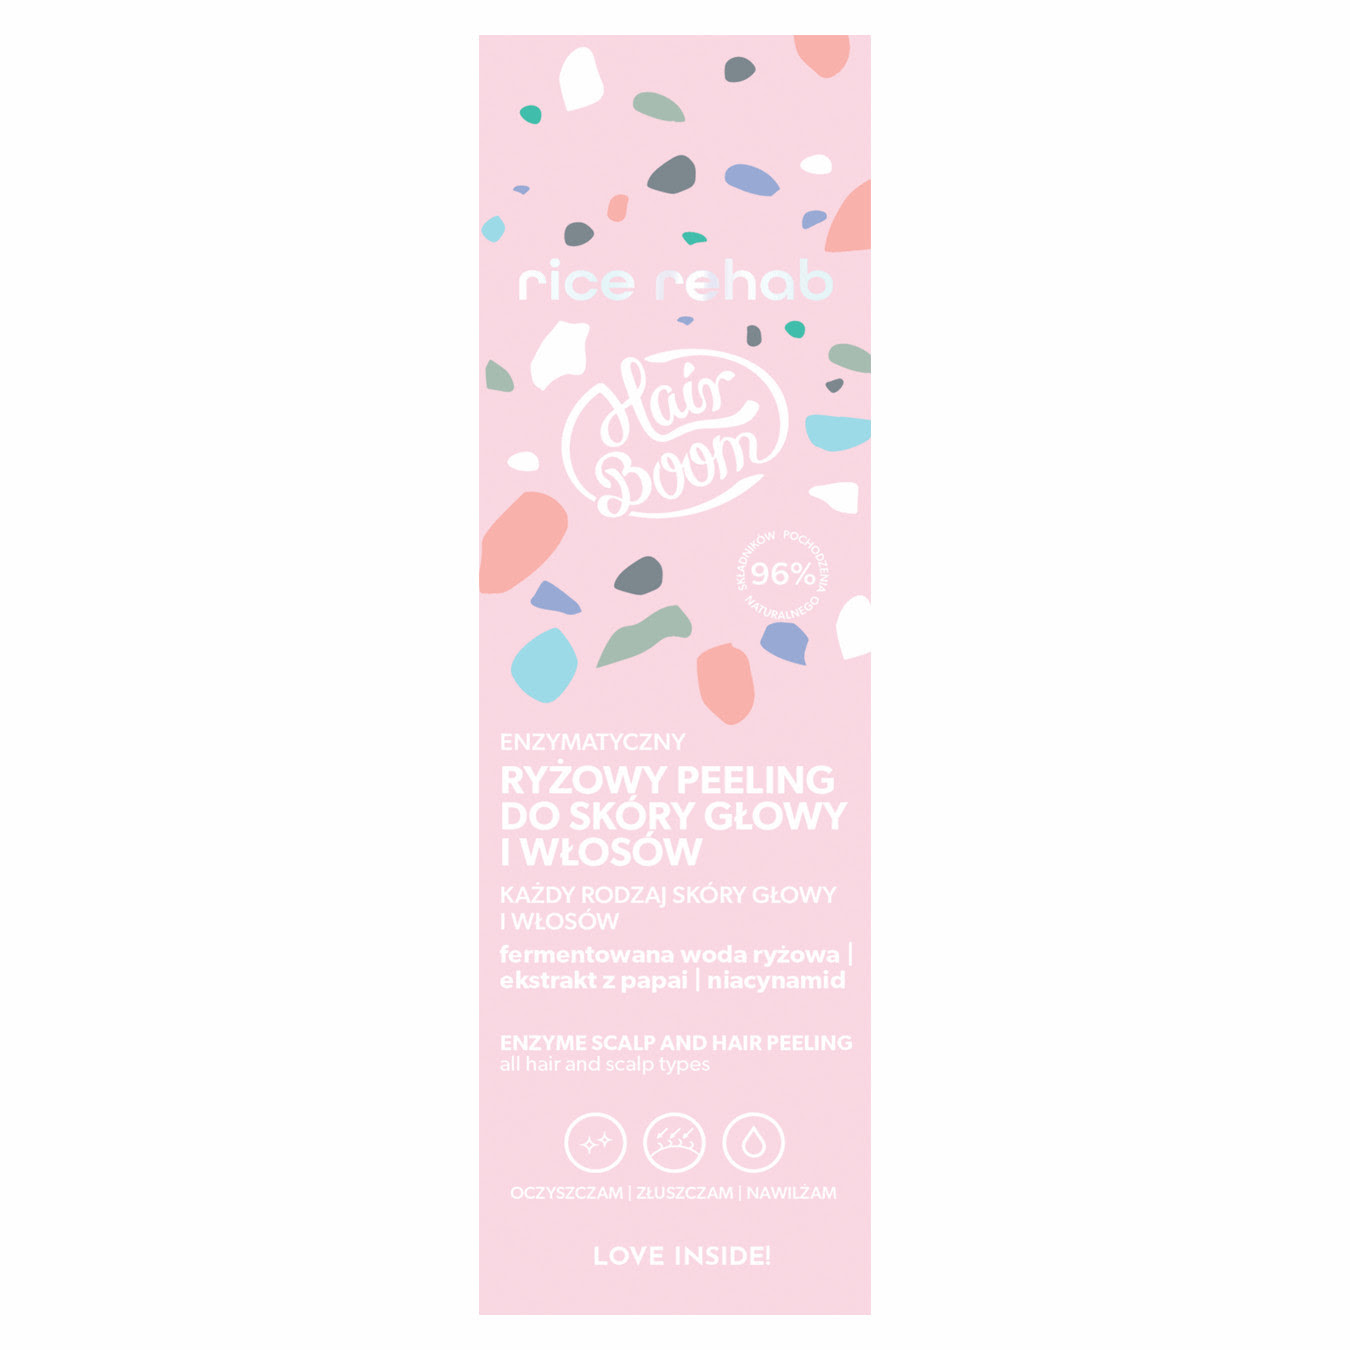 rice rehab
Hair
Boom
SKŁADNIKÓW POCHODZENIA
96%
NATURALNEGO
ENZYMATYCZNY
RYŻOWY PEELING
DO SKÓRY GŁOWY
I WŁOSÓW
KAŻDY RODZAJ SKÓRY GŁOWY
I WŁOSÓW
fermentowana woda ryżowa |
ekstrakt z papai | niacynamid
ENZYME SCALP AND HAIR PEELING
all hair and scalp types
OCZYSZCZAM | ZŁUSZCZAM | NAWILŻAM
LOVE INSIDE!